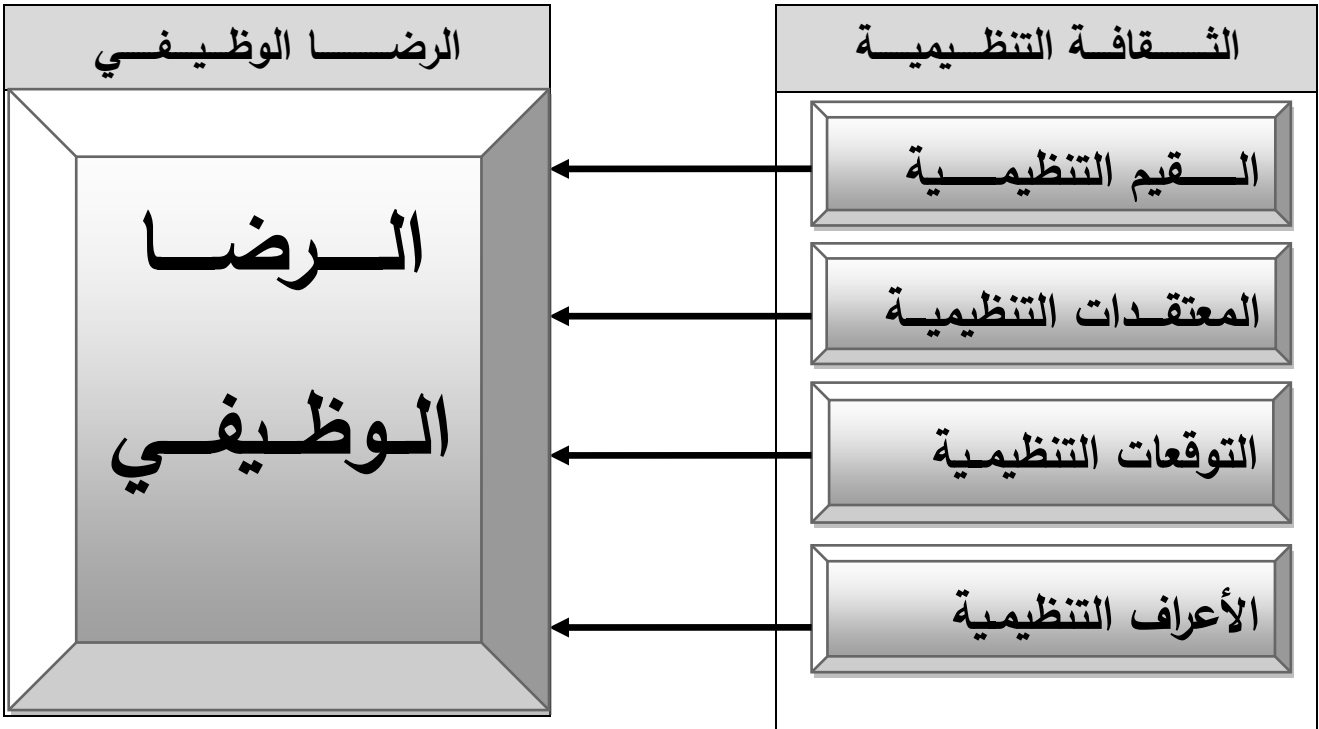 الثقافة التنظيمية
القيم التنظيمية
المعتقدات التنظيمية
التوقعات التنظيمية
الأعراف التنظيمية
الرضا الوظيفي
الرضا
الوظيفي